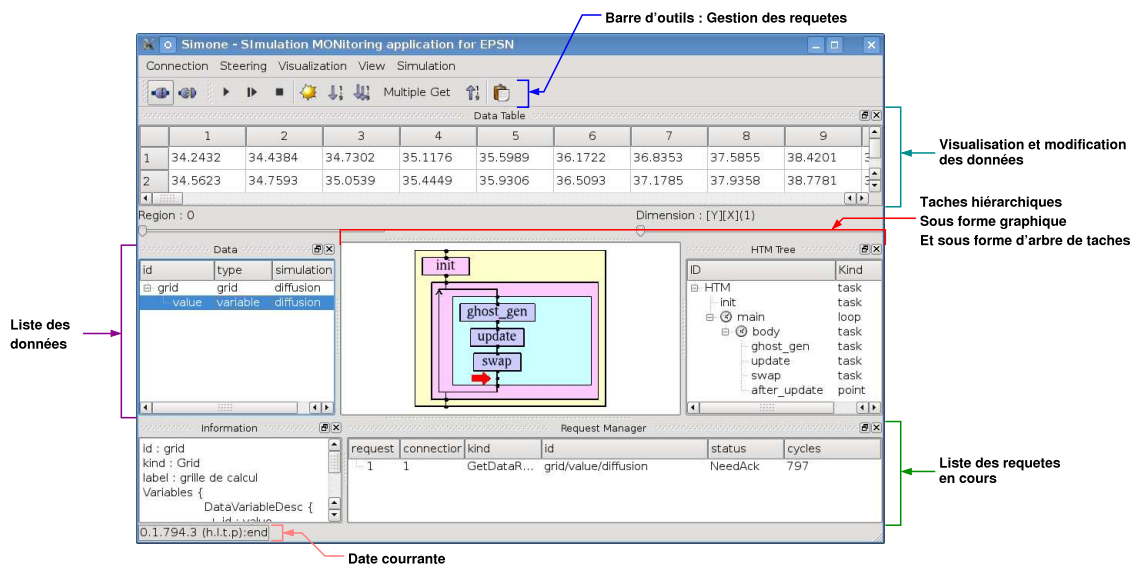 Barre d'outils : Gestion des requetes
Simone - SImulation MONitoring application for EPSN
Connection Steering Visualization View Simulation
Multiple Get
Data Table
1 2 3 4 5 6 7 8 9
1 34.2432 34.4384 34.7302 35.1176 35.5989 36.1722 36.8353 37.5855 38.4201
2 34.5623 34.7593 35.0539 35.4449 35.9306 36.5093 37.1785 37.9358 38.7781
Visualisation et modification
des données
Region : 0 Dimension : [Y][X](1)
Taches hiérarchiques
Sous forme graphique
Et sous forme d'arbre de taches
Data
id type simulation
grid grid diffusion
value variable diffusion
Liste des
données
init
ghost_gen
update
swap
HTM Tree
ID Kind
HTM task
init task
main loop
body task
ghost_gen task
update task
swap task
after_update point
Information
id : grid
kind : Grid
label : grille de calcul
Variables {
DataVariableDesc {
id : value
Request Manager
request connection kind id status cycles
1 1 GetDataR... grid/value/diffusion NeedAck 797
Liste des requetes
en cours
0.1.794.3 (h.l.t.p):end
Date courrante